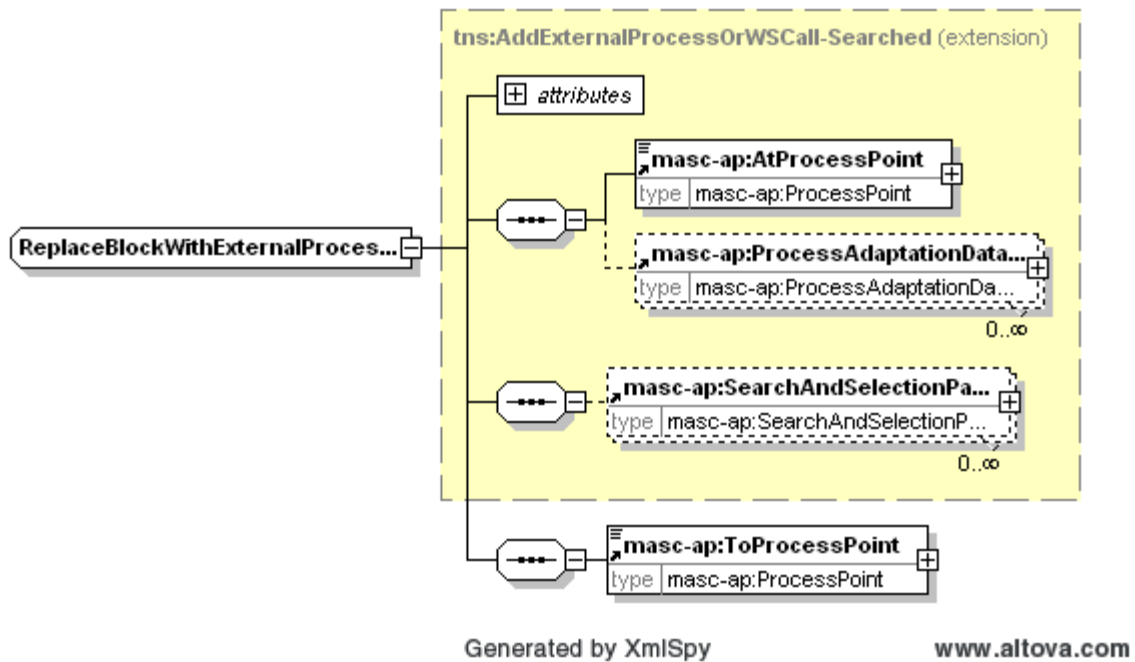 tns:AddExternalProcessOrWSCall-Searched (extension)
attributes
masc-ap:AtProcessPoint
type masc-ap:ProcessPoint
ReplaceBlockWithExternalProces...
masc-ap:ProcessAdaptationData...
type masc-ap:ProcessAdaptationDa...
0..∞
masc-ap:SearchAndSelectionPa...
type masc-ap:SearchAndSelectionP...
0..∞
masc-ap:ToProcessPoint
type masc-ap:ProcessPoint
Generated by XmlSpy www.altova.com